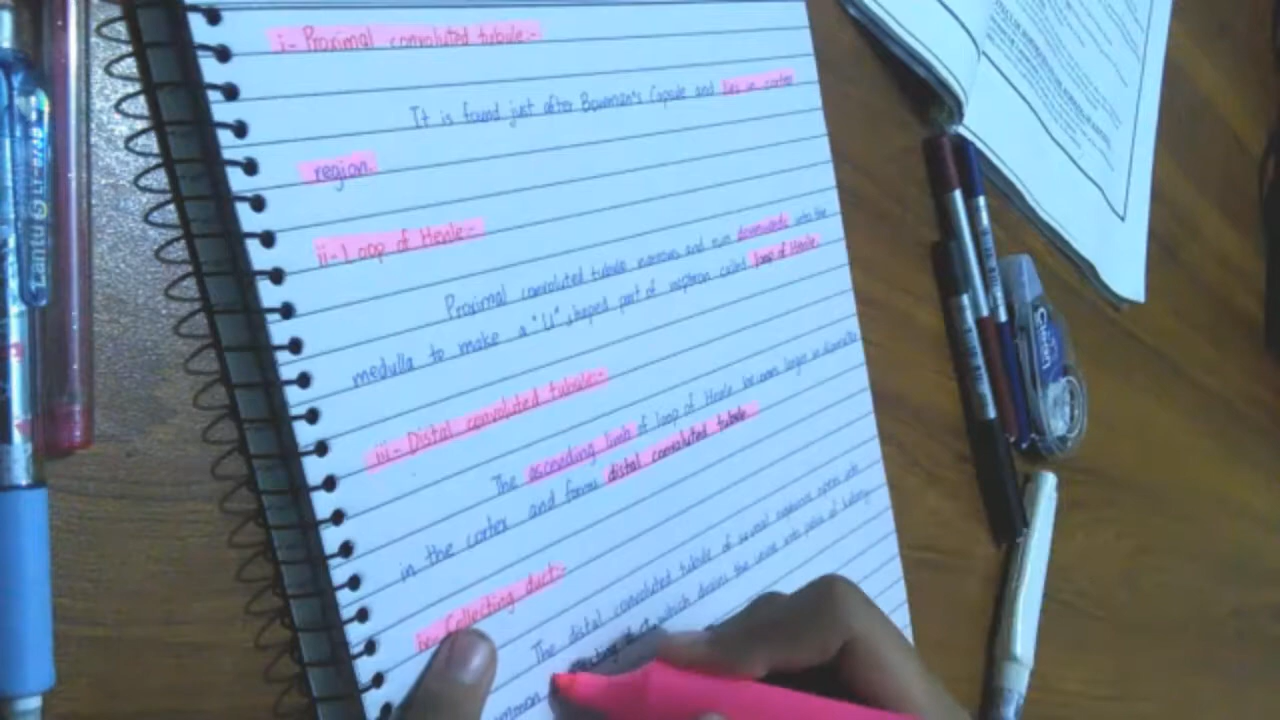 i- Proximal convoluted tubule:-
It is found just after Bowman's Capsule and lies in cortex
region.
ii- Loop of Henle:-
Proximal convoluted tubule narrows and run downwards into the
medulla to make a "U" shaped part of nephron called loop of Henle.
iii- Distal convoluted tubule:-
The ascending limb of loop of Henle becomes larger in diameter
in the cortex and forms distal convoluted tubule
Collecting duct:-
The distal convoluted tubule of several nephrons open into
common collecting duct which drains the urine into pelvis of kidney